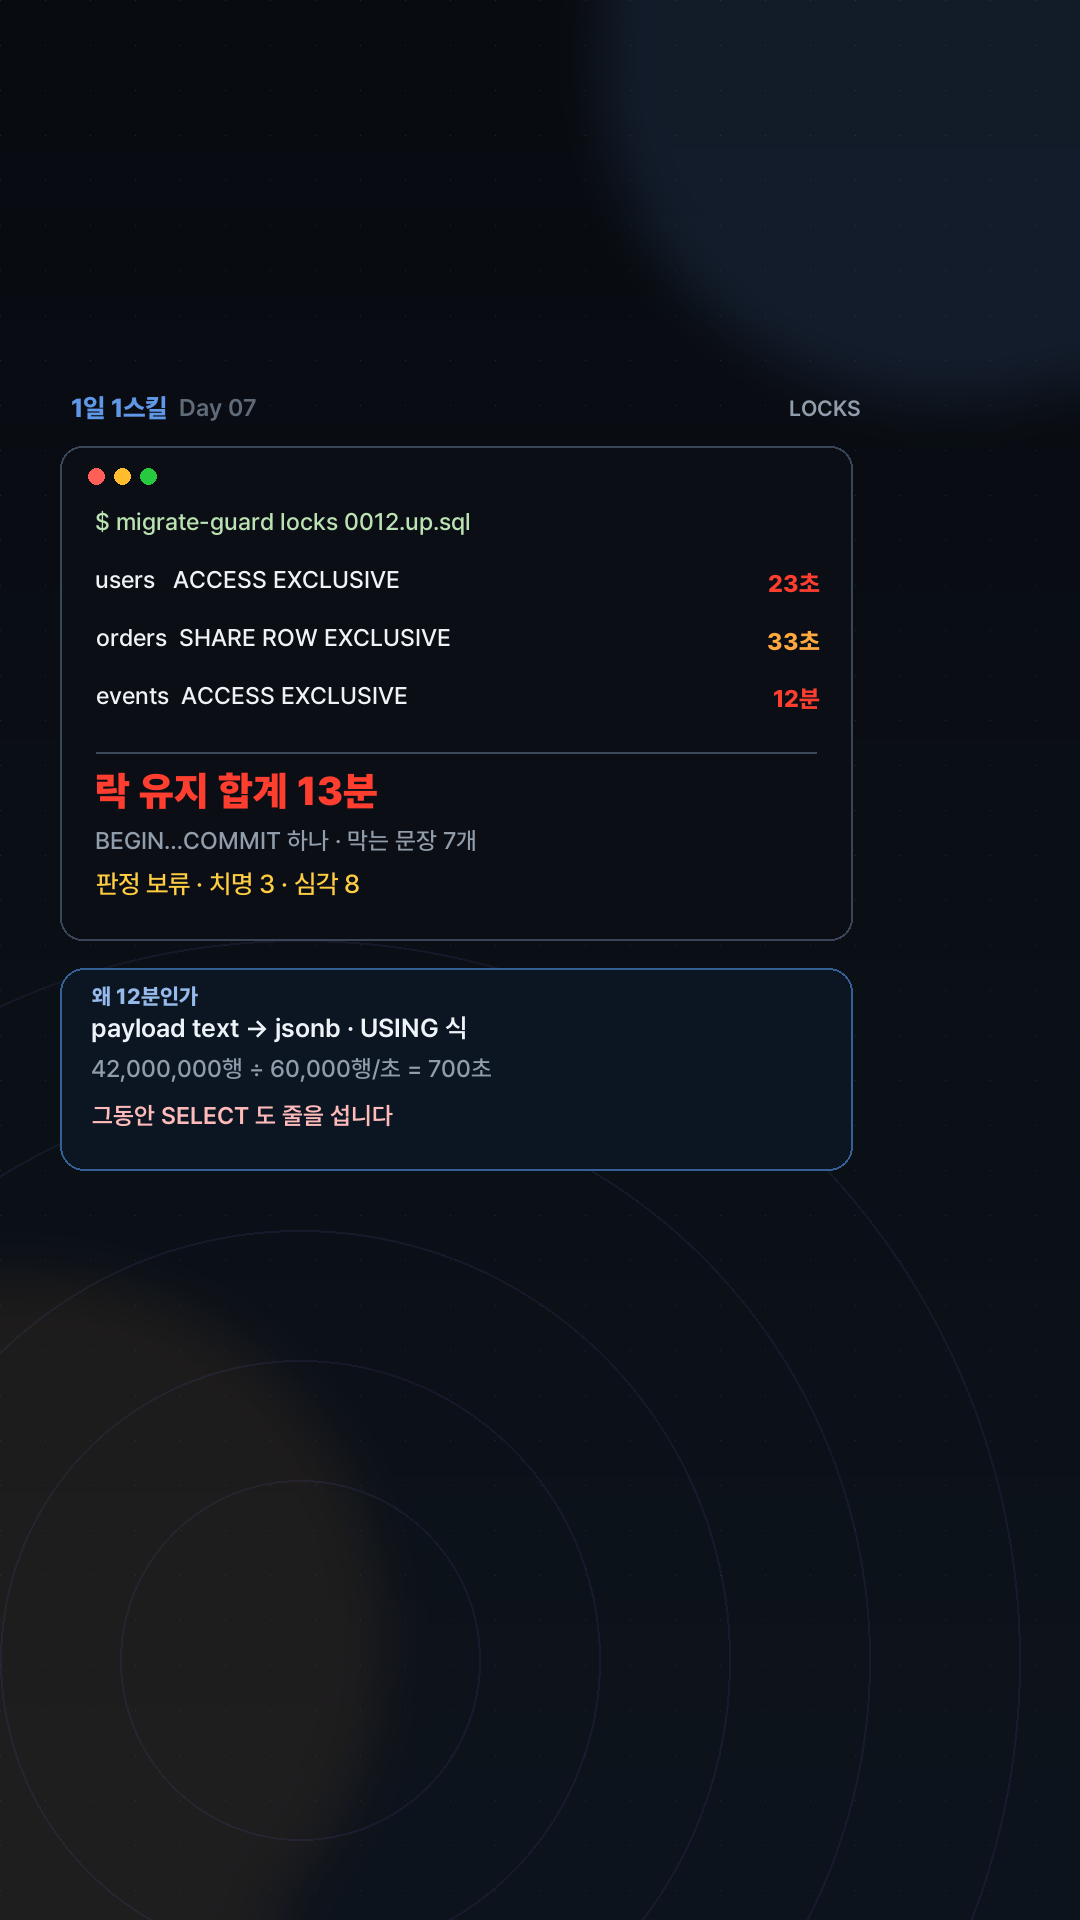 1일 1스킬 Day 07 LOCKS
$ migrate-guard locks 0012.up.sql
users ACCESS EXCLUSIVE 23초
orders SHARE ROW EXCLUSIVE 33초
events ACCESS EXCLUSIVE 12분
락 유지 합계 13분
BEGIN...COMMIT 하나 · 막는 문장 7개
판정 보류 · 치명 3 · 심각 8
왜 12분인가
payload text → jsonb · USING 식
42,000,000행 ÷ 60,000행/초 = 700초
그동안 SELECT 도 줄을 섭니다